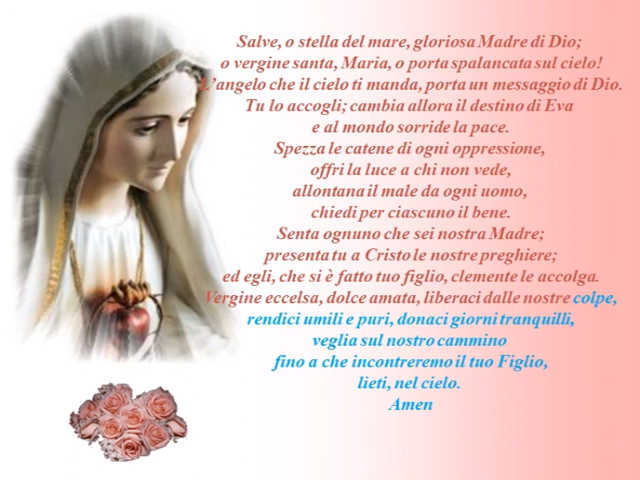 Salve, o stella del mare, gloriosa Madre di Dio;
o vergine santa, Maria, o porta spalancata sul cielo!
L'angelo che il cielo ti manda, porta un messaggio di Dio.
Tu lo accogli; cambia allora il destino di Eva
e al mondo sorride la pace.
Spezza le catene di ogni oppressione,
offri la luce a chi non vede,
allontana il male da ogni uomo,
chiedi per ciascuno il bene.
Senta ognuno che sei nostra Madre;
presenta tu a Cristo le nostre preghiere;
ed egli, che si è fatto tuo figlio, clemente le accolga.
Vergine eccelsa, dolce amata, liberaci dalle nostre colpe,
rendici umili e puri, donaci giorni tranquilli,
veglia sul nostro cammino
fino a che incontreremo il tuo Figlio,
lieti, nel cielo.
Amen